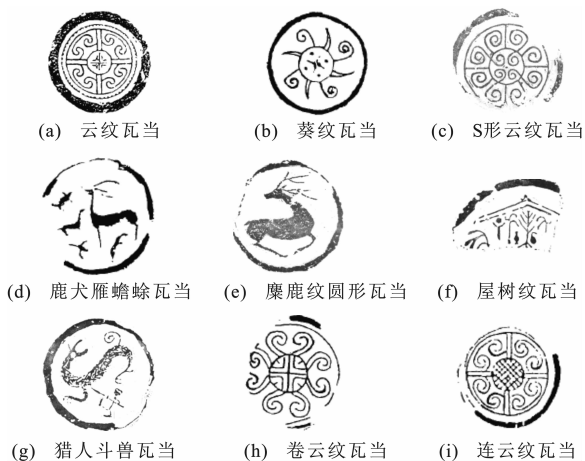 (a) 云纹瓦当
(b) 葵纹瓦当
(c) S形云纹瓦当
(d) 鹿犬雁蟾蜍瓦当
(e) 麋鹿纹圆形瓦当
(f) 屋树纹瓦当
(g) 猎人斗兽瓦当
(h) 卷云纹瓦当
(i) 连云纹瓦当